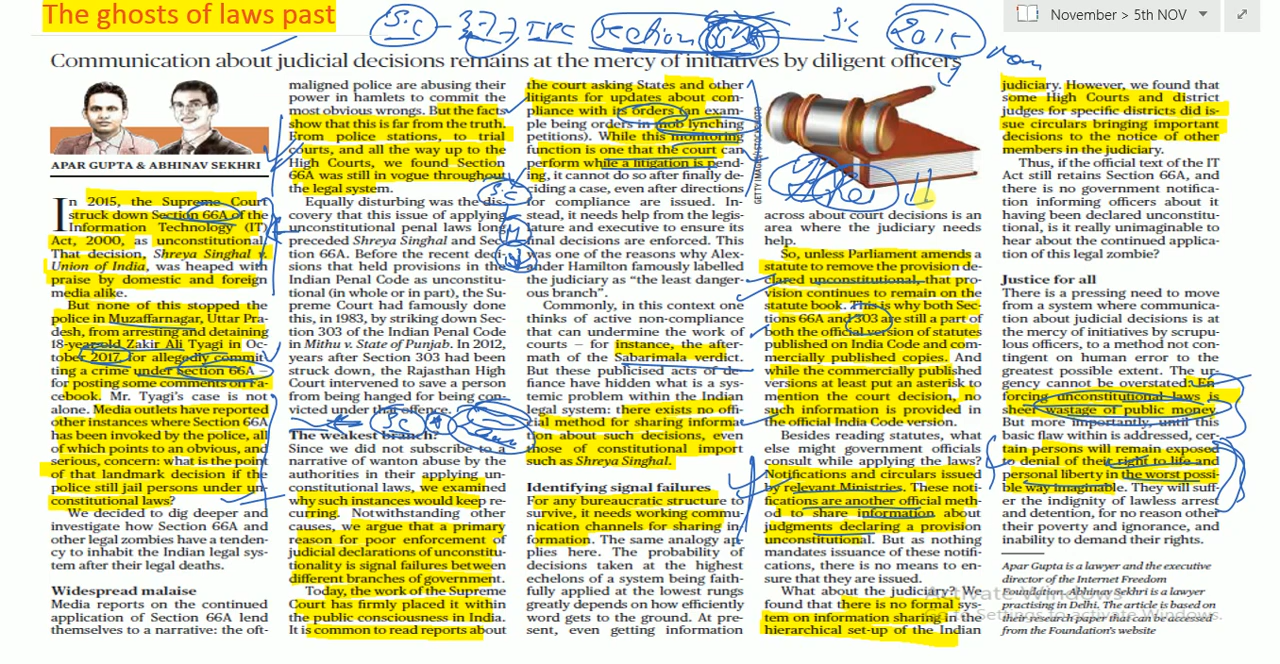 The ghosts of laws past
November > 5th NOV
S.C - 377 IPC Section 66A
S.C
2015
Communication about judicial decisions remains at the mercy of initiatives by diligent officers
APAR GUPTA & ABHINAV SEKHRI
In 2015, the Supreme Court
struck down Section 66A of the
Information Technology (IT)
Act, 2000, as unconstitutional.
That decision, Shreya Singhal v.
Union of India, was heaped with
praise by domestic and foreign
media alike.
But none of this stopped the
police in Muzaffarnagar, Uttar Pra-
desh, from arresting and detaining
18-year-old Zakir Ali Tyagi in Oc-
tober 2017, for allegedly commit-
ting a crime under Section 66A –
for posting some comments on Fa-
cebook. Mr. Tyagi's case is not
alone. Media outlets have reported
other instances where Section 66A
has been invoked by the police, all
of which points to an obvious, and
serious, concern: what is the point
of that landmark decision if the
police still jail persons under un-
constitutional laws?
We decided to dig deeper and
investigate how Section 66A and
other legal zombies have a tenden-
cy to inhabit the Indian legal sys-
tem after their legal deaths.
Widespread malaise
Media reports on the continued
application of Section 66A lend
themselves to a narrative: the oft-
maligned police are abusing their
power in hamlets to commit the
most obvious wrongs. But the facts
show that this is far from the truth.
From police stations, to trial
courts, and all the way up to the
High Courts, we found Section
66A was still in vogue throughout
the legal system.
Equally disturbing was the dis-
covery that this issue of applying
unconstitutional penal laws long
preceded Shreya Singhal and Sec-
tion 66A. Before the recent deci-
sions that held provisions in the
Indian Penal Code as unconstitu-
tional (in whole or in part), the Su-
preme Court had famously done
this, in 1983, by striking down Sec-
tion 303 of the Indian Penal Code
in Mithu v. State of Punjab. In 2012,
years after Section 303 had been
struck down, the Rajasthan High
Court intervened to save a person
from being hanged for being con-
victed under that offence.
S.C
The weakest branch?
Since we did not subscribe to a
narrative of wanton abuse by the
authorities in their applying un-
constitutional laws, we examined
why such instances would keep re-
curring. Notwithstanding other
causes, we argue that a primary
reason for poor enforcement of
judicial declarations of unconstitu-
tionality is signal failures between
different branches of government.
Today, the work of the Supreme
Court has firmly placed it within
the public consciousness in India.
It is common to read reports about
the court asking States and other
litigants for updates about com-
pliance with its orders (an exam-
ple being orders in mob lynching
petitions). While this monitoring
function is one that the court can
perform while a litigation is pend-
ing, it cannot do so after finally de-
ciding a case, even after directions
for compliance are issued. In-
stead, it needs help from the legis-
lature and executive to ensure its
final decisions are enforced. This
was one of the reasons why Alex-
ander Hamilton famously labelled
the judiciary as “the least danger-
ous branch”.
Commonly, in this context one
thinks of active non-compliance
that can undermine the work of
courts – for instance, the after-
math of the Sabarimala verdict.
But these publicised acts of de-
fiance have hidden what is a sys-
temic problem within the Indian
legal system: there exists no offi-
cial method for sharing informa-
tion about such decisions, even
those of constitutional import
such as Shreya Singhal.
Identifying signal failures
For any bureaucratic structure to
survive, it needs working commu-
nication channels for sharing in-
formation. The same analogy ap-
plies here. The probability of
decisions taken at the highest
echelons of a system being faith-
fully applied at the lowest rungs
greatly depends on how efficiently
word gets to the ground. At pre-
sent, even getting information
GETTY IMAGES/ISTOCKPHOTO
across about court decisions is an
area where the judiciary needs
help.
So, unless Parliament amends a
statute to remove the provision de-
clared unconstitutional, that pro-
vision continues to remain on the
statute book. This is why both Sec-
tions 66A and 303 are still a part of
both the official version of statutes
published on India Code and com-
mercially published copies. And
while the commercially published
versions at least put an asterisk to
mention the court decision, no
such information is provided in
the official India Code version.
Besides reading statutes, what
else might government officials
consult while applying the laws?
Notifications and circulars issued
by relevant Ministries. These noti-
fications are another official meth-
od to share information about
judgments declaring a provision
unconstitutional. But as nothing
mandates issuance of these notifi-
cations, there is no means to en-
sure that they are issued.
What about the judiciary? We
found that there is no formal sys-
tem on information sharing in the
hierarchical set-up of the Indian
judiciary. However, we found that
some High Courts and district
judges for specific districts did is-
sue circulars bringing important
decisions to the notice of other
members in the judiciary.
Thus, if the official text of the IT
Act still retains Section 66A, and
there is no government notifica-
tion informing officers about it
having been declared unconstitu-
tional, is it really unimaginable to
hear about the continued applica-
tion of this legal zombie?
Justice for all
There is a pressing need to move
from a system where communica-
tion about judicial decisions is at
the mercy of initiatives by scrupu-
lous officers, to a method not con-
tingent on human error to the
greatest possible extent. The ur-
gency cannot be overstated. En-
forcing unconstitutional laws is
sheer wastage of public money.
But more importantly, until this
basic flaw within is addressed, cer-
tain persons will remain exposed
to denial of their right to life and
personal liberty in the worst possi-
ble way imaginable. They will suff-
er the indignity of lawless arrest
and detention, for no reason other
their poverty and ignorance, and
inability to demand their rights.
Apar Gupta is a lawyer and the executive
director of the Internet Freedom
Foundation. Abhinav Sekhri is a lawyer
practising in Delhi. The article is based on
their research paper that can be accessed
from the Foundation's website
Activate Windows
Go to Settings to activate Windows.